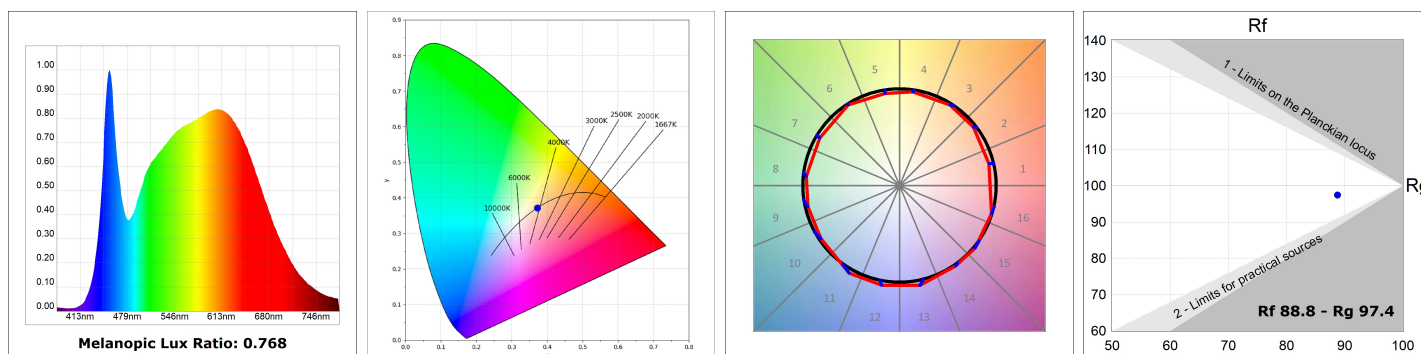 1.00
0.90
0.80
0.70
0.60
0.50
0.40
0.30
0.20
0.10
0.00
413nm 479nm 546nm 613nm 680nm 746nm
Melanopic Lux Ratio: 0.768
0.9
0.8
0.7
0.6
0.5
0.4
0.3
0.2
0.1
0.0
y
0.0 0.1 0.2 0.3 0.4 0.5 0.6 0.7 0.8
1667K
2000K
2500K
3000K
4000K
6000K
10000K
5 4
6 3
7 2
8 1
9 16
10 15
11 14
12 13
Rf
140
130
120
110
100
90
80
70
60
50 60 70 80 90 100
Rg
1 - Limits on the Planckian locus
2 - Limits for practical sources
Rf 88.8 - Rg 97.4